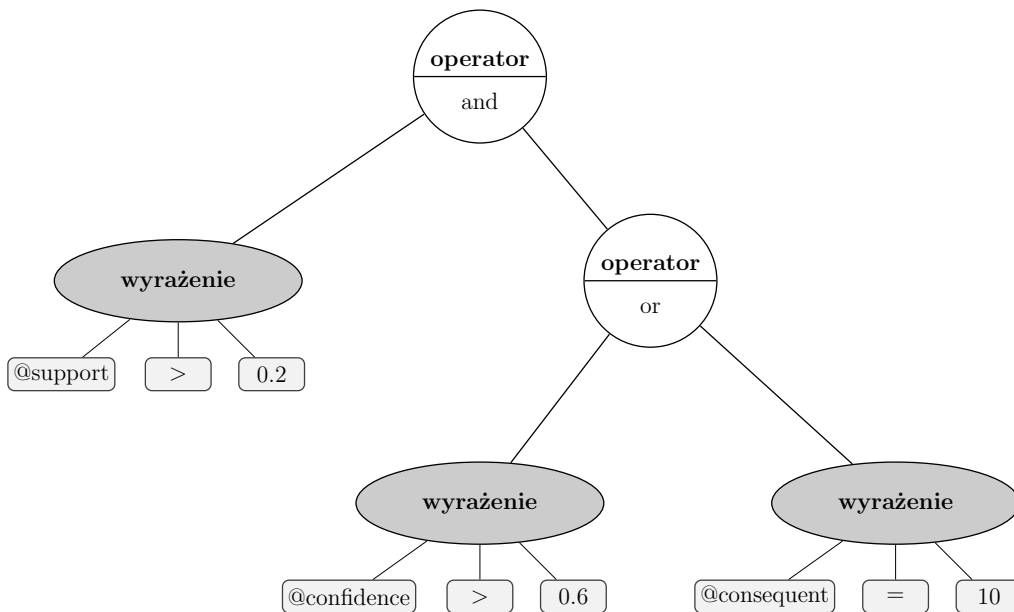 operator
and
wyrażenie
operator
or
@support > 0.2
wyrażenie
wyrażenie
@confidence > 0.6
@consequent = 10